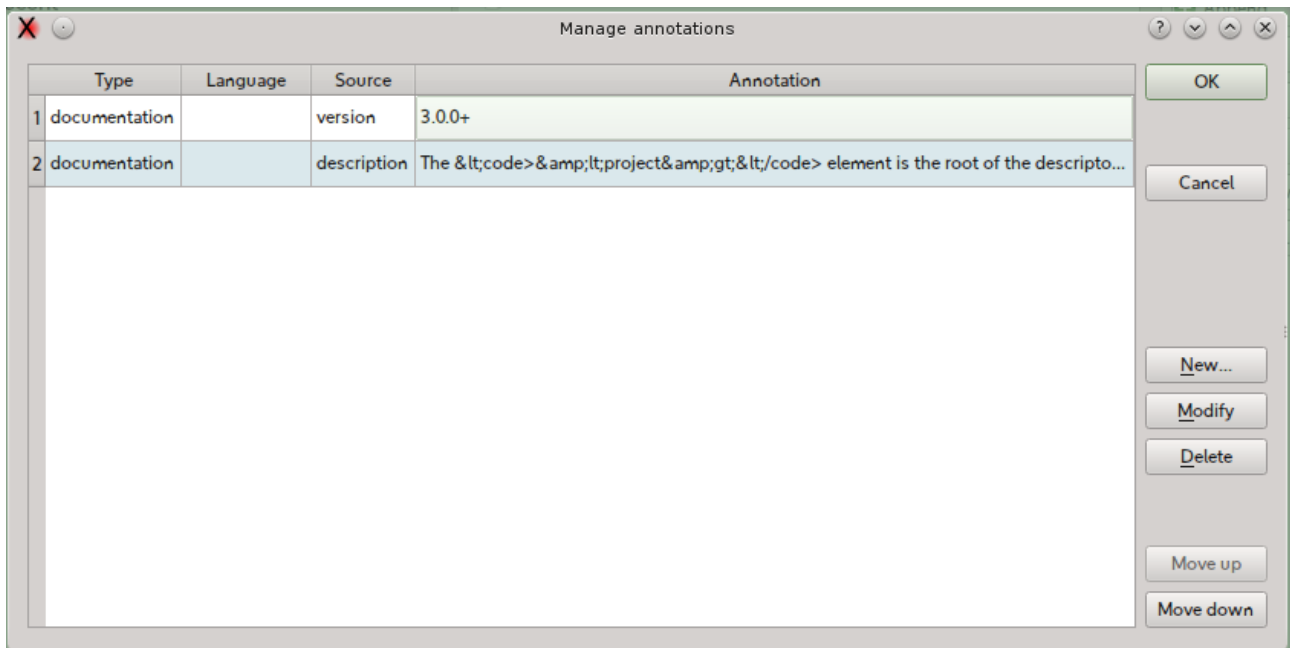 Manage annotations
Type Language Source Annotation OK
1 documentation version 3.0.0+
2 documentation description The &lt;code>&amp;lt;project&amp;gt;&lt;/code> element is the root of the descripto...
Cancel
New...
Modify
Delete
Move up
Move down